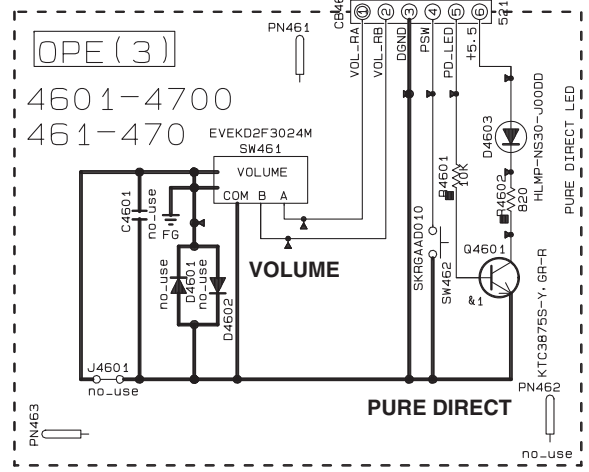 PN461
① ② ③ ④ ⑤ ⑥
VOL_RA
VOL_RB
DGND
PSW
PD_LED
+5.5
OPE(3)
4601-4700
461-470
EVEKD2F3024M
SW461
VOLUME
COM B A
C4601
no_use
FG
no_use
D4601
no_use
D4602
VOLUME
SKRGAAD010
SW462
R4601
10K
D4603
HLMP-NS30-J00DD
PURE DIRECT LED
R4602
820
Q4601
&1
KTC3875S-Y,GR-R
J4601
no_use
PURE DIRECT
PN462
no_use
PN463